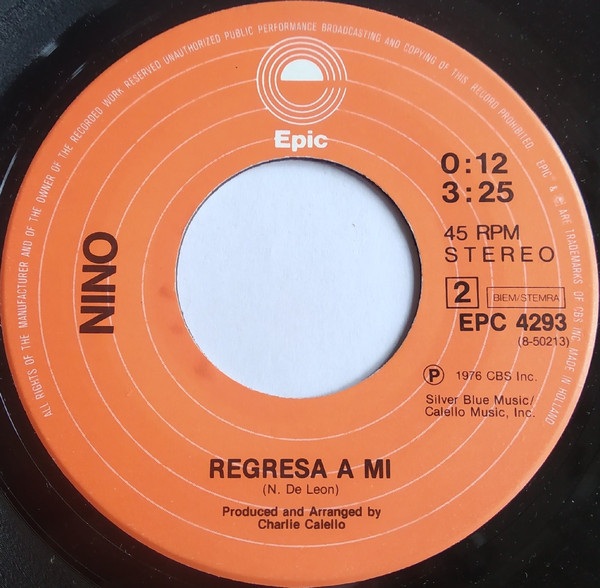 ALL RIGHTS OF THE MANUFACTURER AND OF THE OWNER OF THE RECORDED WORK RESERVED UNAUTHORIZED PUBLIC PERFORMANCE BROADCASTING AND COPYING OF THIS RECORD PROHIBITED. EPIC & ARE TRADEMARKS OF CBS INC. MADE IN HOLLAND
Epic
0:12
3:25
45 RPM
STEREO
2 BIEM/STEMRA
EPC 4293
(8-50213)
NINO
Ⓟ 1976 CBS Inc.
Silver Blue Music/
Calello Music, Inc.
REGRESA A MI
(N. De Leon)
Produced and Arranged by
Charlie Calello